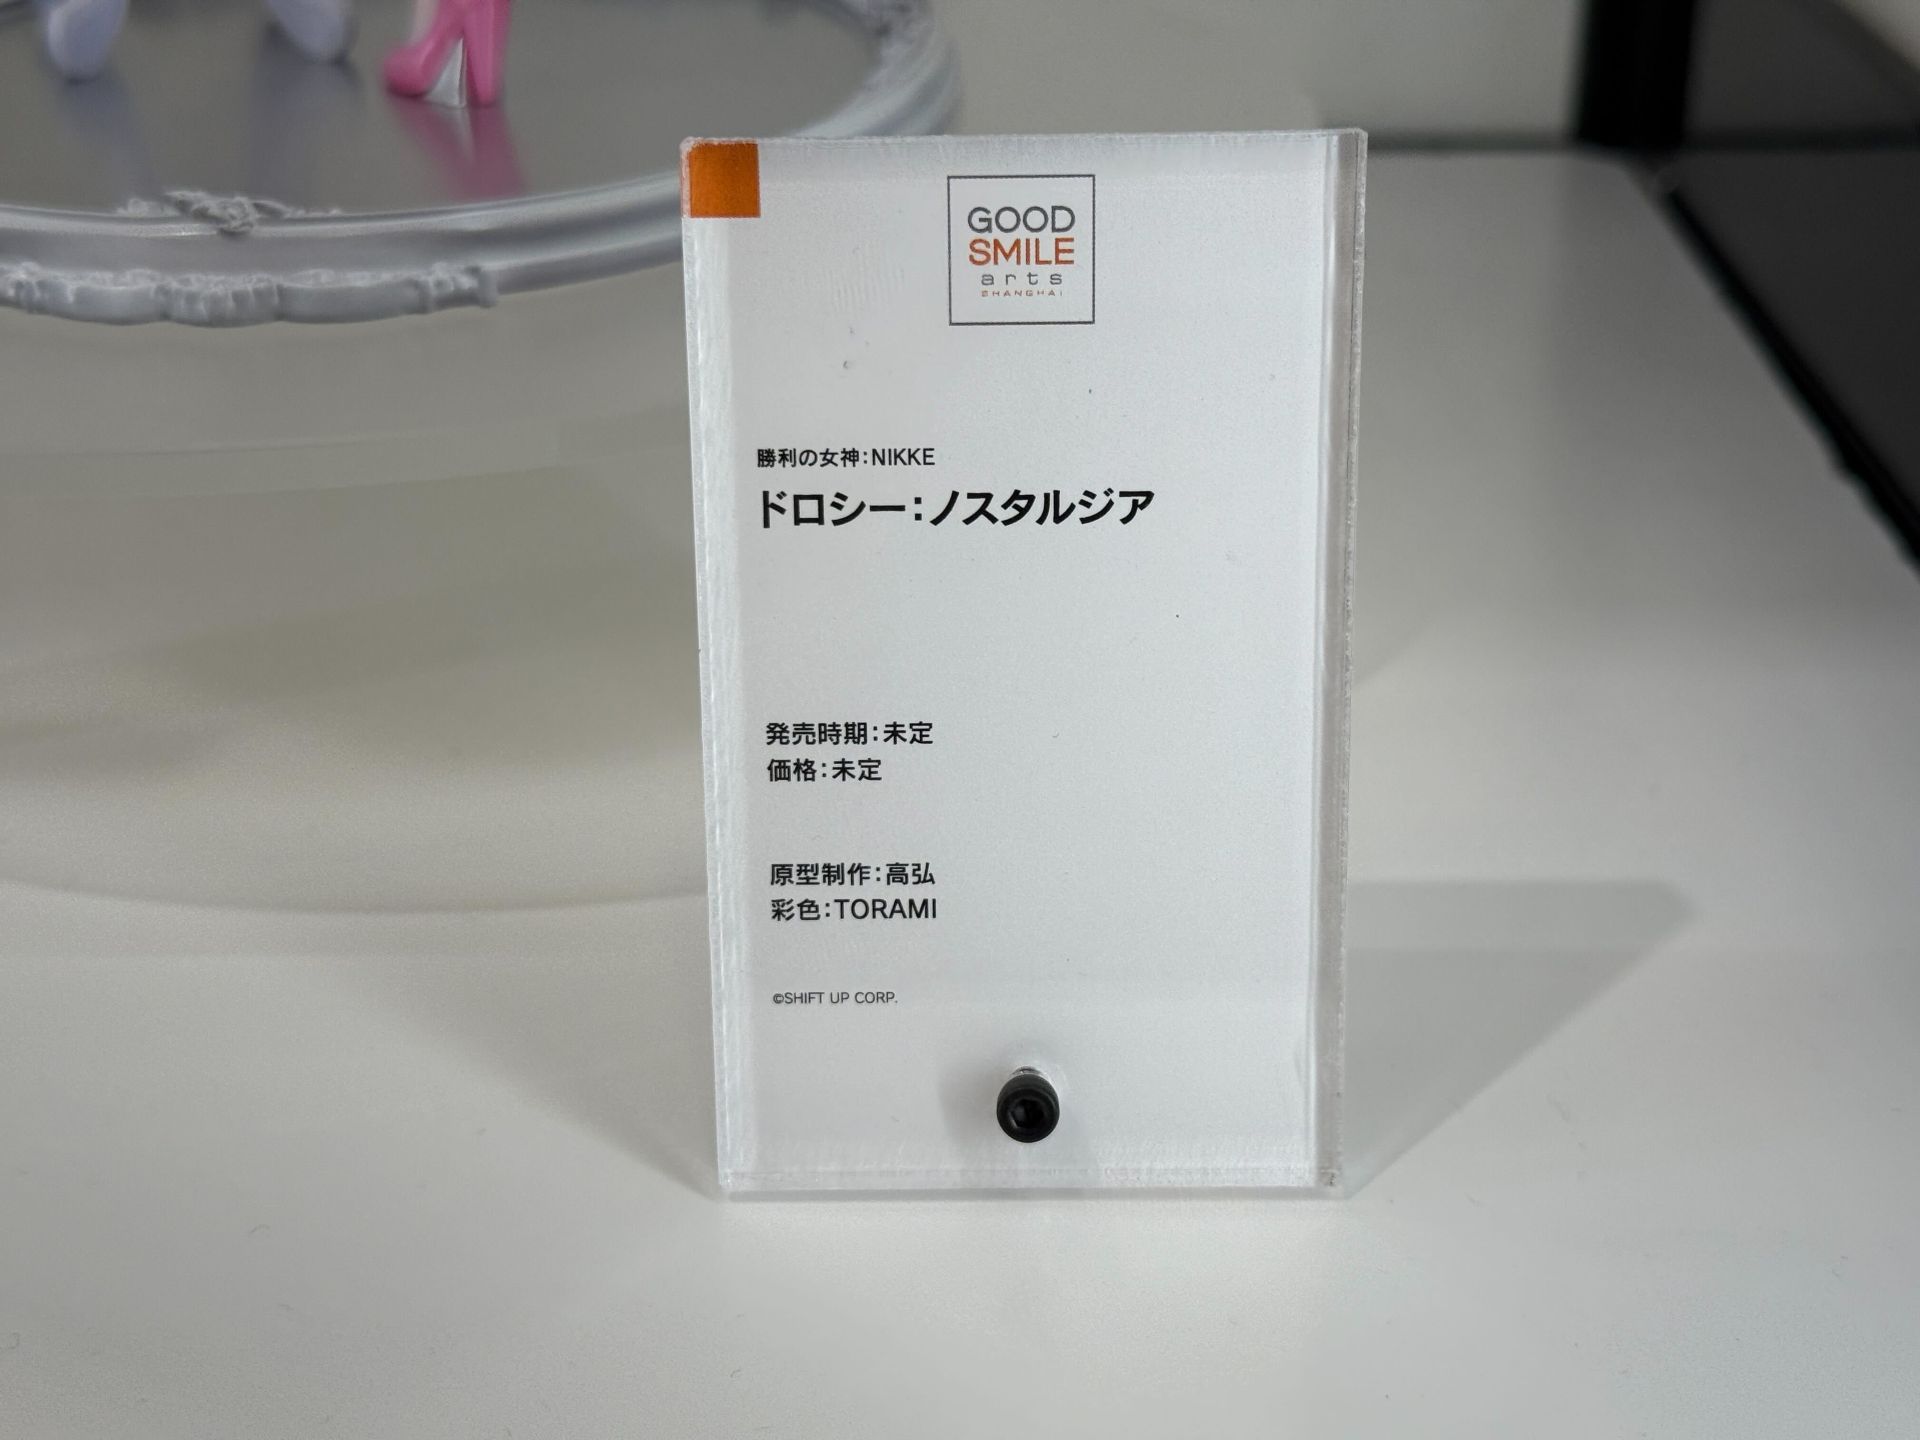 GOOD
SMILE
arts
SHANGHAI
勝利の女神：NIKKE
ドロシー：ノスタルジア
発売時期：未定
価格：未定
原型制作：高弘
彩色：TORAMI
©SHIFT UP CORP.